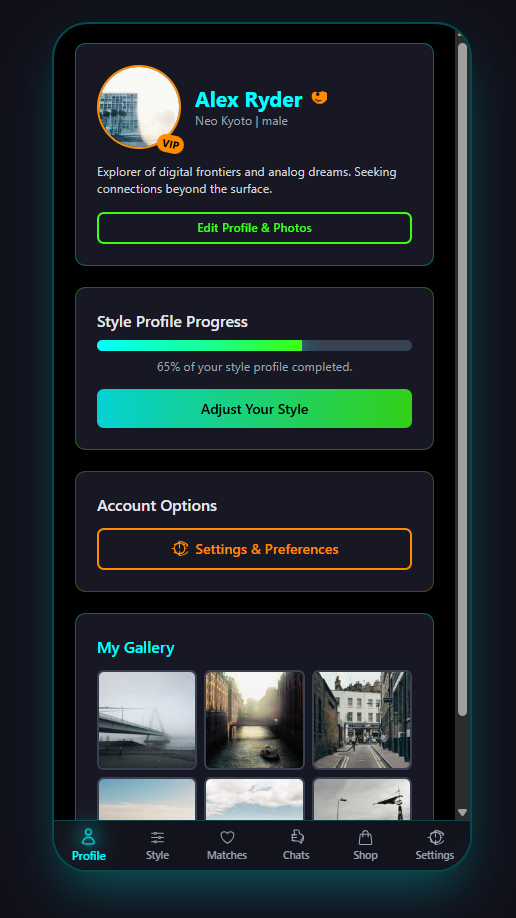 Alex Ryder
Neo Kyoto | male
VIP
Explorer of digital frontiers and analog dreams. Seeking
connections beyond the surface.
Edit Profile & Photos
Style Profile Progress
65% of your style profile completed.
Adjust Your Style
Account Options
Settings & Preferences
My Gallery
Profile
Style
Matches
Chats
Shop
Settings